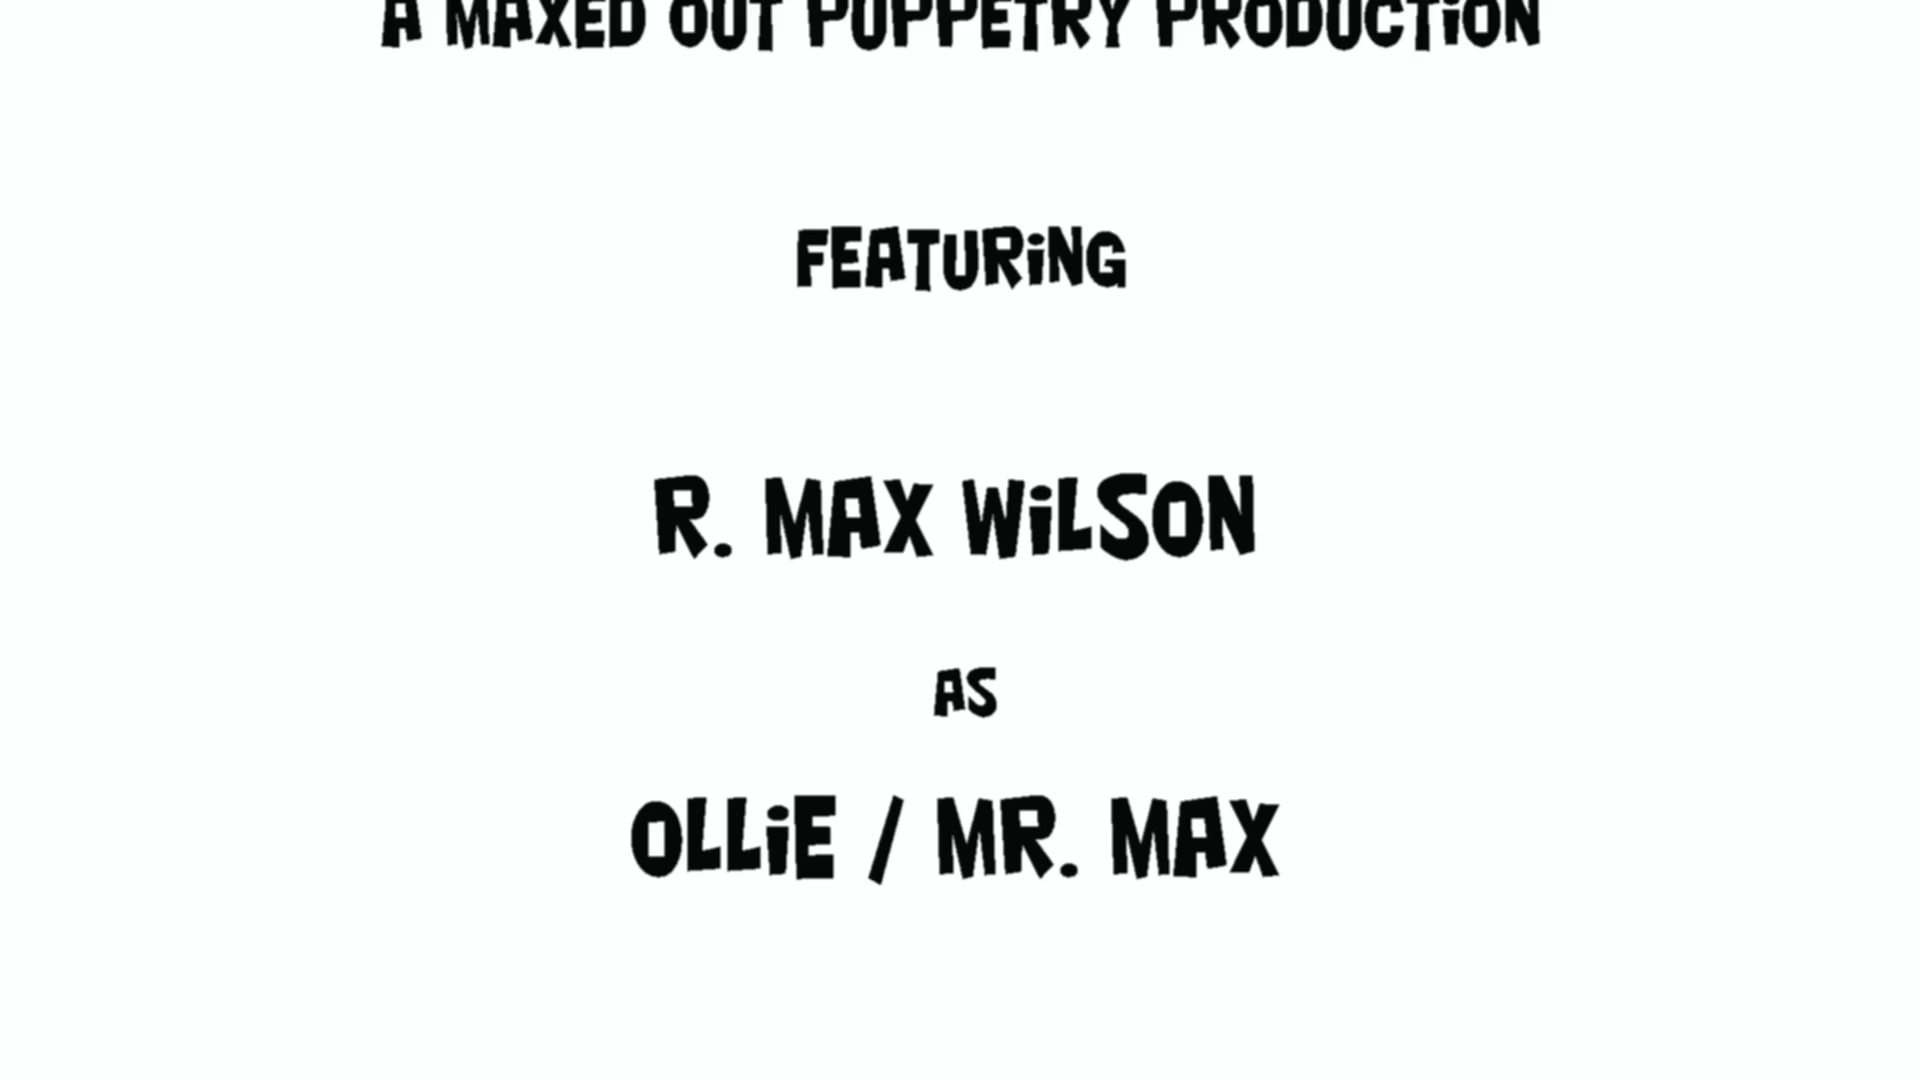 A MAXED OUT PUPPETRY PRODUCTiON
FEATURiNG
R. MAX WiLSON
AS
OLLiE / MR. MAX